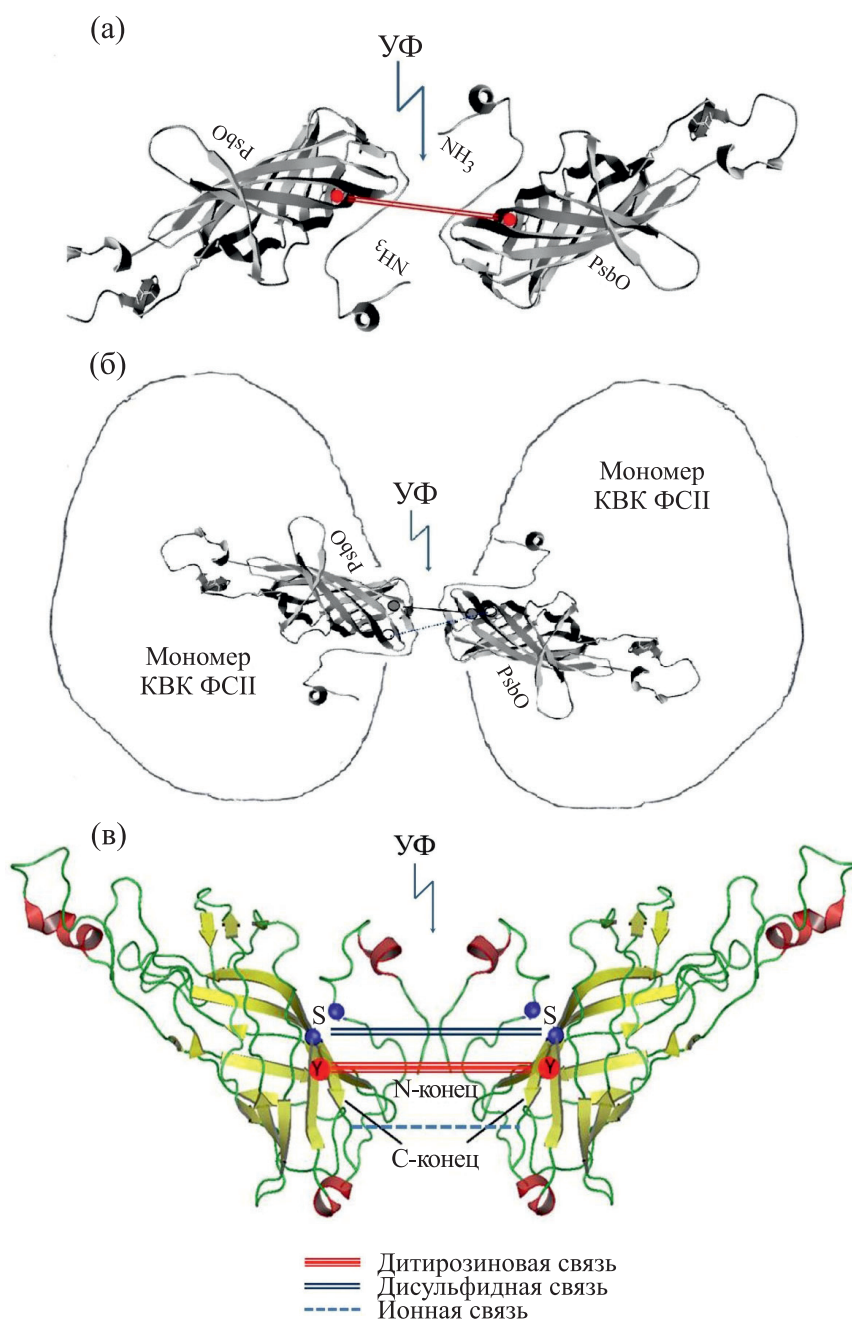 (а)
УФ
PsbO
NH3
NH3
PsbO
(б)
Мономер
КВК ФСII
УФ
PsbO
Мономер
КВК ФСII
PsbO
(в)
УФ
S
S
Y
Y
N-конец
C-конец
Дитирозиновая связь
Дисульфидная связь
Ионная связь